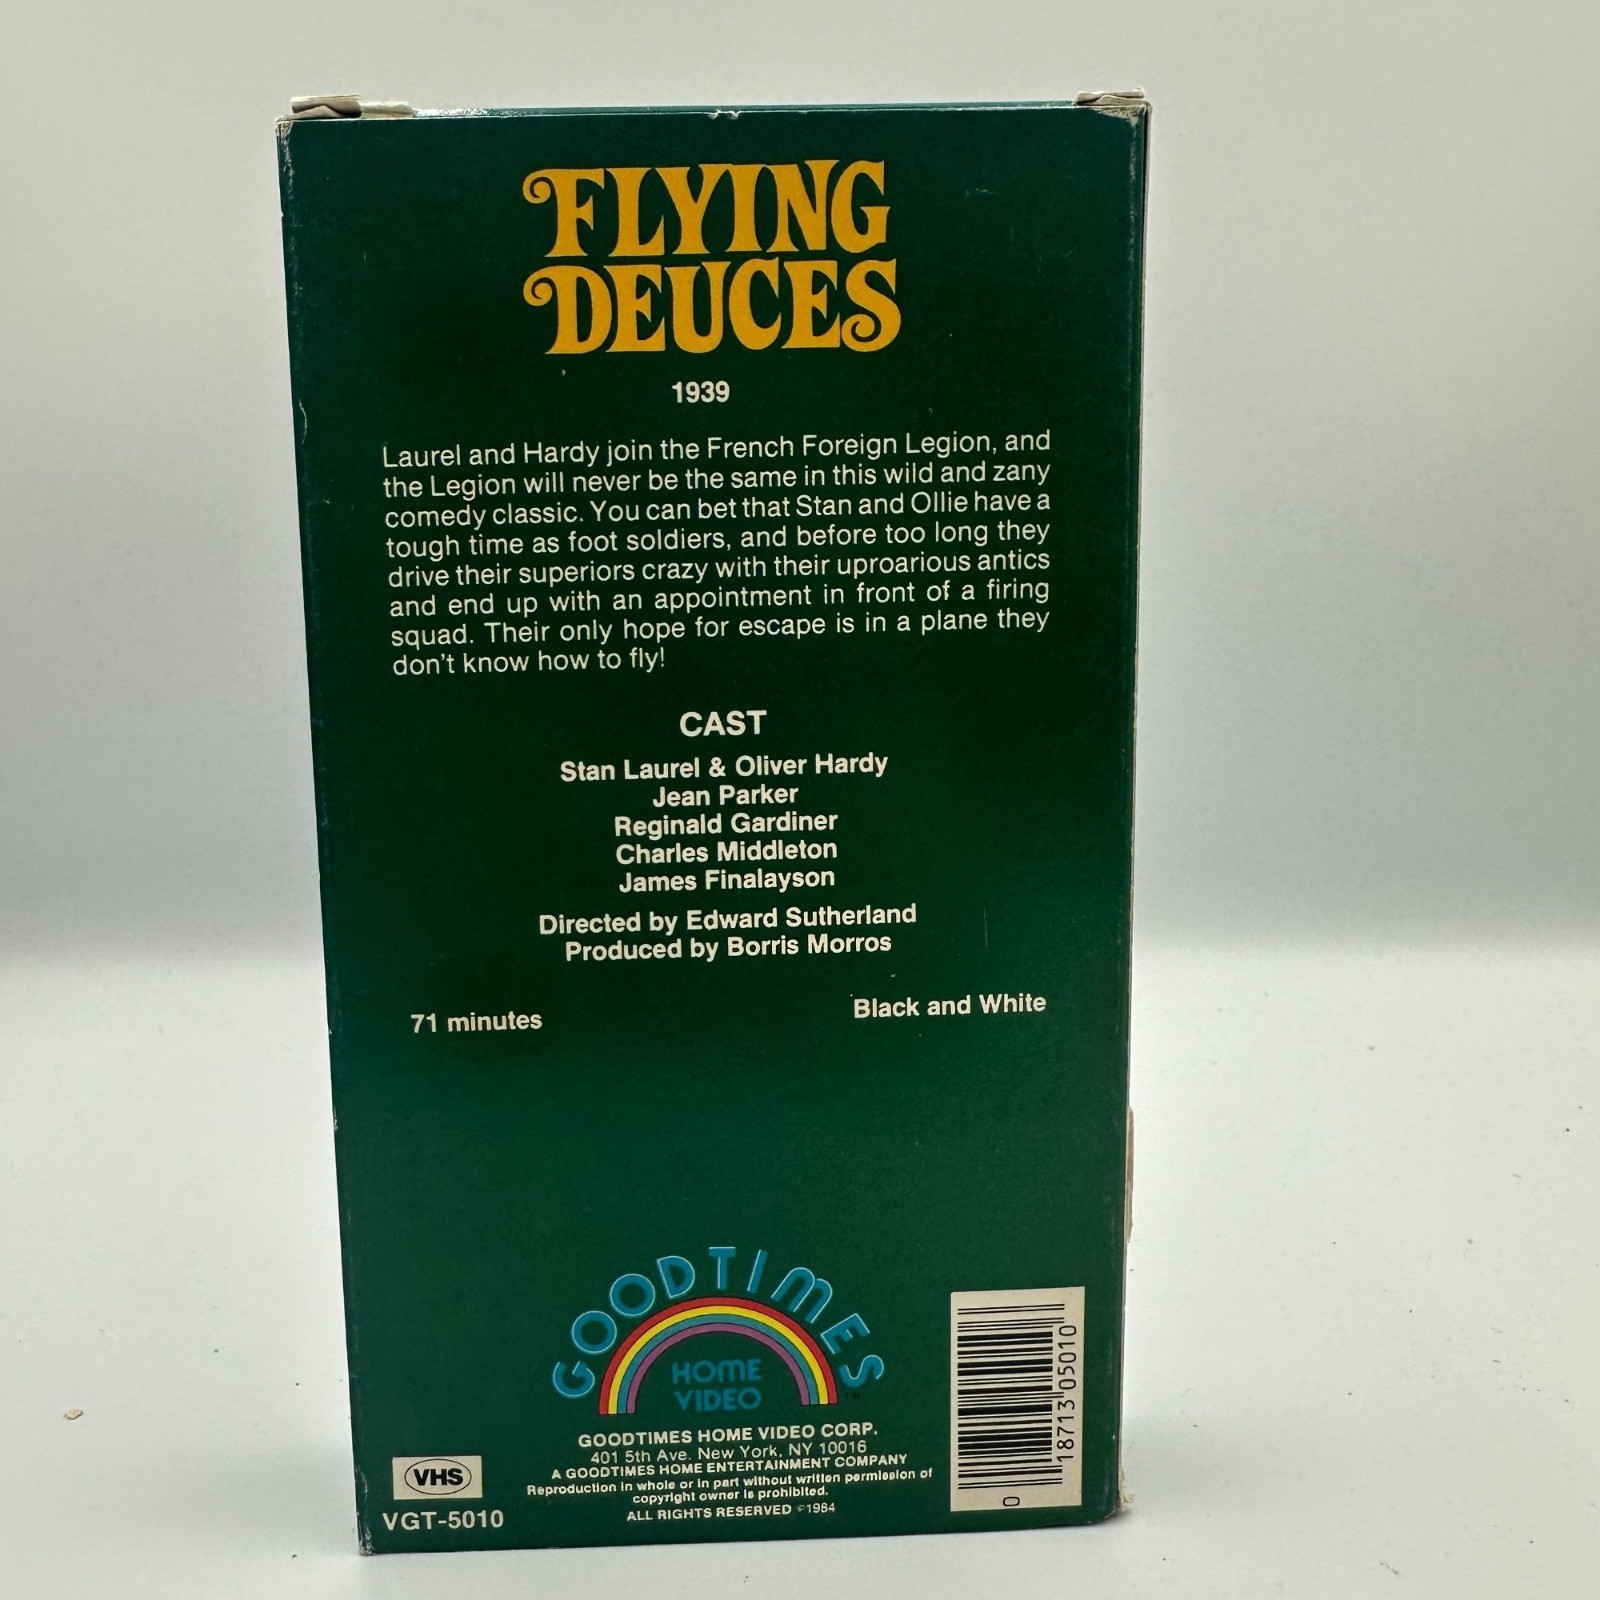 FLYING
DEUCES
1939
Laurel and Hardy join the French Foreign Legion, and
the Legion will never be the same in this wild and zany
comedy classic. You can bet that Stan and Ollie have a
tough time as foot soldiers, and before too long they
drive their superiors crazy with their uproarious antics
and end up with an appointment in front of a firing
squad. Their only hope for escape is in a plane they
don't know how to fly!
CAST
Stan Laurel & Oliver Hardy
Jean Parker
Reginald Gardiner
Charles Middleton
James Finalayson
Directed by Edward Sutherland
Produced by Borris Morros
71 minutes
Black and White
GOODTIMES
HOME
VIDEO
TM
GOODTIMES HOME VIDEO CORP.
401 5th Ave. New York, NY 10016
A GOODTIMES HOME ENTERTAINMENT COMPANY
Reproduction in whole or in part without written permission of
copyright owner is prohibited.
ALL RIGHTS RESERVED ©1984
VHS
VGT-5010
0 18713 05010